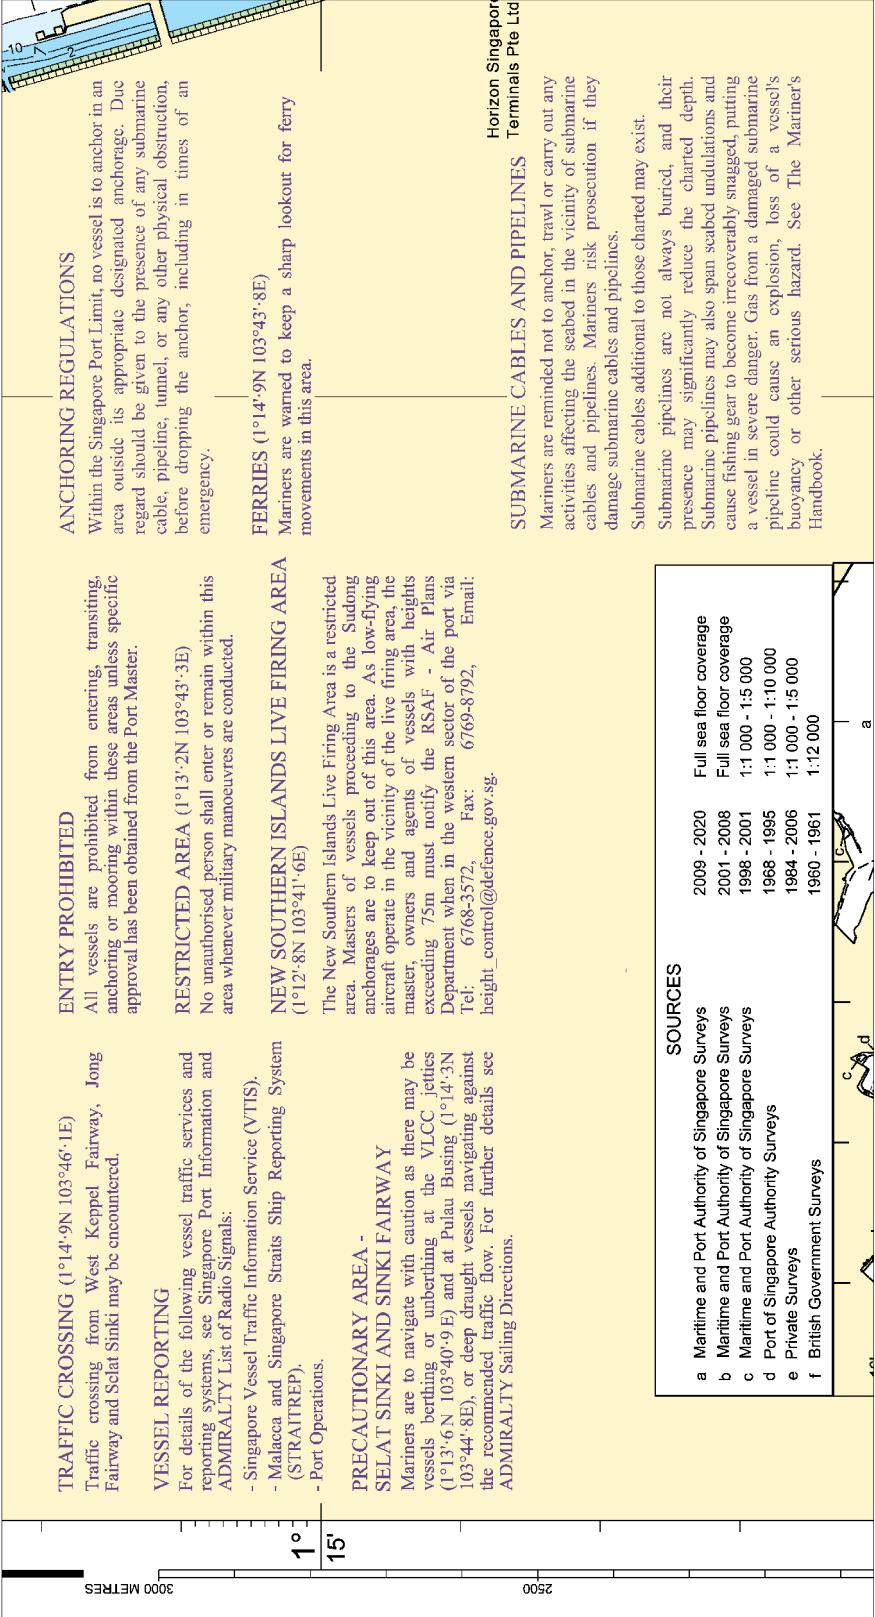 TRAFFIC CROSSING (1°14'·9N 103°46'·1E)
Traffic crossing from West Keppel Fairway, Jong
Fairway and Selat Sinki may be encountered.
VESSEL REPORTING
For details of the following vessel traffic services and
reporting systems, see Singapore Port Information and
ADMIRALTY List of Radio Signals:
- Singapore Vessel Traffic Information Service (VTIS).
- Malacca and Singapore Straits Ship Reporting System
(STRAITREP).
- Port Operations.
PRECAUTIONARY AREA -
SELAT SINKI AND SINKI FAIRWAY
Mariners are to navigate with caution as there may be
vessels berthing or unberthing at the VLCC jetties
(1°13'·6 N 103°40'·9 E) and at Pulau Busing (1°14'·3N
103°44'·8E), or deep draught vessels navigating against
the recommended traffic flow. For further details see
ADMIRALTY Sailing Directions.
ENTRY PROHIBITED
All vessels are prohibited from entering, transiting,
anchoring or mooring within these areas unless specific
approval has been obtained from the Port Master.
RESTRICTED AREA (1°13'·2N 103°43'·3E)
No unauthorised person shall enter or remain within this
area whenever military manoeuvres are conducted.
NEW SOUTHERN ISLANDS LIVE FIRING AREA
(1°12'·8N 103°41'·6E)
The New Southern Islands Live Firing Area is a restricted
area. Masters of vessels proceeding to the Sudong
anchorages are to keep out of this area. As low-flying
aircraft operate in the vicinity of the live firing area, the
master, owners and agents of vessels with heights
exceeding 75m must notify the RSAF - Air Plans
Department when in the western sector of the port via
Tel: 6768-3572, Fax: 6769-8792, Email:
height_control@defence.gov.sg.
ANCHORING REGULATIONS
Within the Singapore Port Limit, no vessel is to anchor in an
area outside its appropriate designated anchorage. Due
regard should be given to the presence of any submarine
cable, pipeline, tunnel, or any other physical obstruction,
before dropping the anchor, including in times of an
emergency.
FERRIES (1°14'·9N 103°43'·8E)
Mariners are warned to keep a sharp lookout for ferry
movements in this area.
Horizon Singapore
Terminals Pte Ltd
SUBMARINE CABLES AND PIPELINES
Mariners are reminded not to anchor, trawl or carry out any
activities affecting the seabed in the vicinity of submarine
cables and pipelines. Mariners risk prosecution if they
damage submarine cables and pipelines.
Submarine cables additional to those charted may exist.
Submarine pipelines are not always buried, and their
presence may significantly reduce the charted depth.
Submarine pipelines may also span seabed undulations and
cause fishing gear to become irrecoverably snagged, putting
a vessel in severe danger. Gas from a damaged submarine
pipeline could cause an explosion, loss of a vessel's
buoyancy or other serious hazard. See The Mariner's
Handbook.
SOURCES
a Maritime and Port Authority of Singapore Surveys 2009 - 2020 Full sea floor coverage
b Maritime and Port Authority of Singapore Surveys 2001 - 2008 Full sea floor coverage
c Maritime and Port Authority of Singapore Surveys 1998 - 2001 1:1 000 - 1:5 000
d Port of Singapore Authority Surveys 1968 - 1995 1:1 000 - 1:10 000
e Private Surveys 1984 - 2006 1:1 000 - 1:5 000
f British Government Surveys 1960 - 1961 1:12 000
c
d
c
a
1°
15'
3000 METRES
2500
10
2